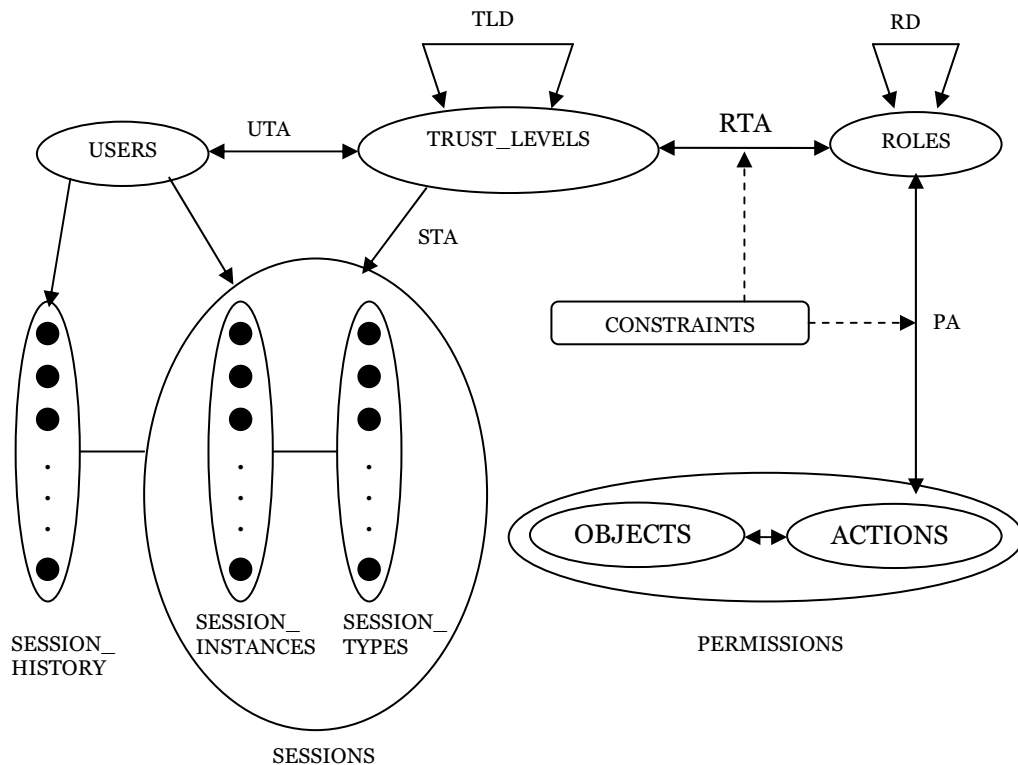 TLD
RD
UTA
RTA
USERS
TRUST_LEVELS
ROLES
STA
CONSTRAINTS
PA
OBJECTS
ACTIONS
SESSION_
HISTORY
SESSION_
INSTANCES
SESSION_
TYPES
PERMISSIONS
SESSIONS